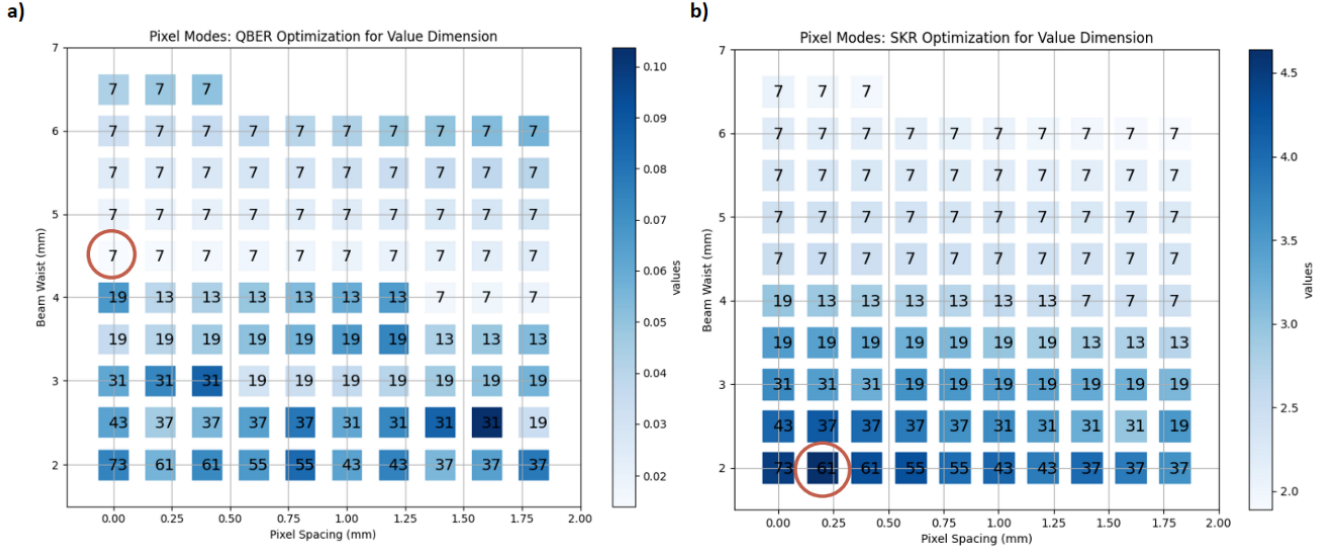 a)
Pixel Modes: QBER Optimization for Value Dimension
7
7 7 7
6
7 7 7 7 7 7 7 7 7 7
7 7 7 7 7 7 7 7 7 7
5
7 7 7 7 7 7 7 7 7 7
7 7 7 7 7 7 7 7 7 7
4
19 13 13 13 13 13 13 7 7 7
19 19 19 19 19 19 19 13 13 13
3
31 31 31 19 19 19 19 19 19 19
43 37 37 37 37 31 31 31 31 19
2
73 61 61 55 55 43 43 37 37 37
Beam Waist (mm)
0.00 0.25 0.50 0.75 1.00 1.25 1.50 1.75 2.00
Pixel Spacing (mm)
0.10
0.09
0.08
0.07
0.06
0.05
0.04
0.03
0.02
values
b)
Pixel Modes: SKR Optimization for Value Dimension
7
7 7 7
6
7 7 7 7 7 7 7 7 7 7
7 7 7 7 7 7 7 7 7 7
5
7 7 7 7 7 7 7 7 7 7
7 7 7 7 7 7 7 7 7 7
4
19 13 13 13 13 13 13 7 7 7
19 19 19 19 19 19 19 13 13 13
3
31 31 31 19 19 19 19 19 19 19
43 37 37 37 37 31 31 31 31 19
2
73 61 61 55 55 43 43 37 37 37
Beam Waist (mm)
0.00 0.25 0.50 0.75 1.00 1.25 1.50 1.75 2.00
Pixel Spacing (mm)
4.5
4.0
3.5
3.0
2.5
2.0
values